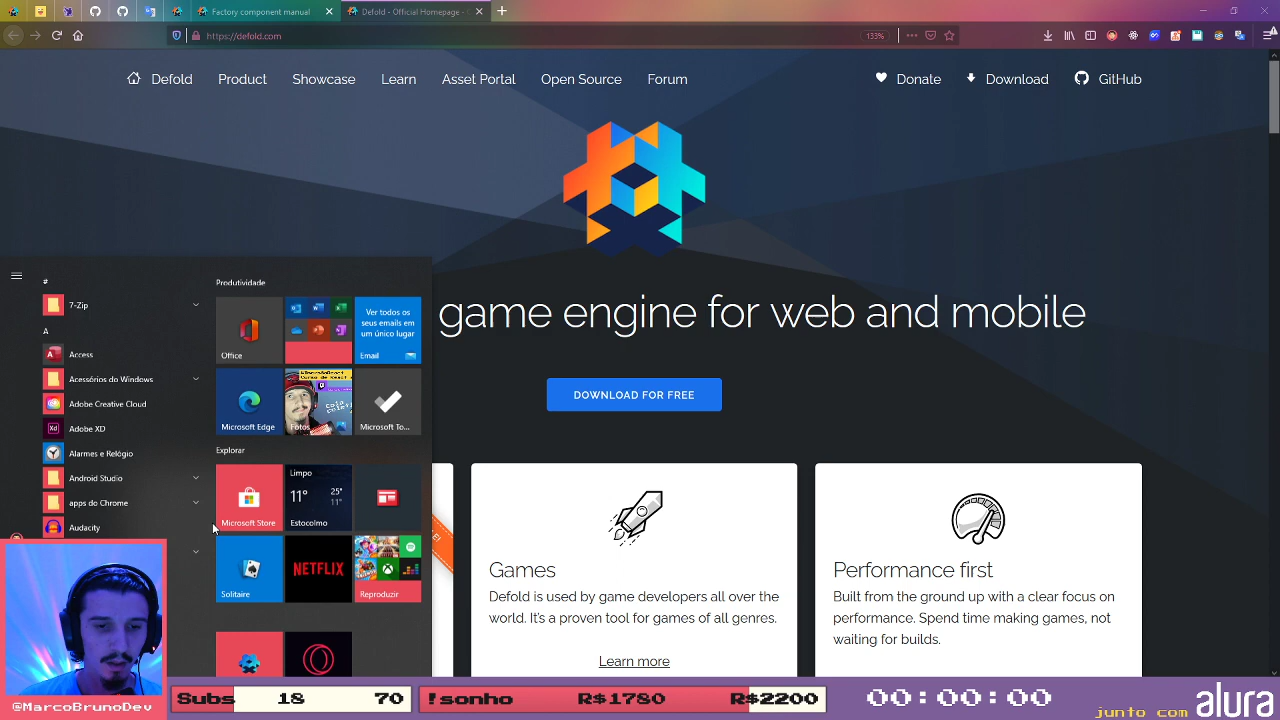 Factory component manual
Defold - Official Homepage -
https://defold.com
133%
Defold
Product
Showcase
Learn
Asset Portal
Open Source
Forum
Donate
Download
GitHub
game engine for web and mobile
DOWNLOAD FOR FREE
Games
Defold is used by game developers all over the
world. It's a proven tool for games of all genres.
Learn more
Performance first
Built from the ground up with a clear focus on
performance. Spend time making games, not
waiting for builds.
#
7-Zip
A
Access
Acessórios do Windows
Adobe Creative Cloud
Adobe XD
Alarmes e Relógio
Android Studio
apps do Chrome
Audacity
Produtividade
Office
Ver todos os
seus emails em
um único lugar
Email
Microsoft Edge
Fotos
Microsoft To...
Explorar
Microsoft Store
Limpo
11°
25°
11°
Estocolmo
Solitaire
NETFLIX
Reproduzir
@MarcoBrunoDev
Subs
18
70
!sonho
R$1780
R$2200
00:00:00
junto com
alura